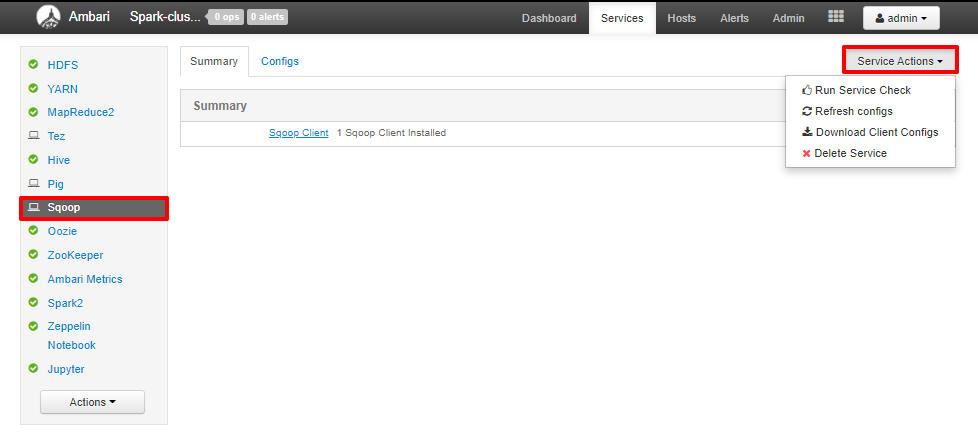 Ambari Spark-clus... 0 ops 0 alerts Dashboard Services Hosts Alerts Admin admin
HDFS
YARN
MapReduce2
Tez
Hive
Pig
Sqoop
Oozie
ZooKeeper
Ambari Metrics
Spark2
Zeppelin
Notebook
Jupyter
Actions
Summary Configs
Service Actions
Summary
Sqoop Client 1 Sqoop Client Installed
Run Service Check
Refresh configs
Download Client Configs
Delete Service